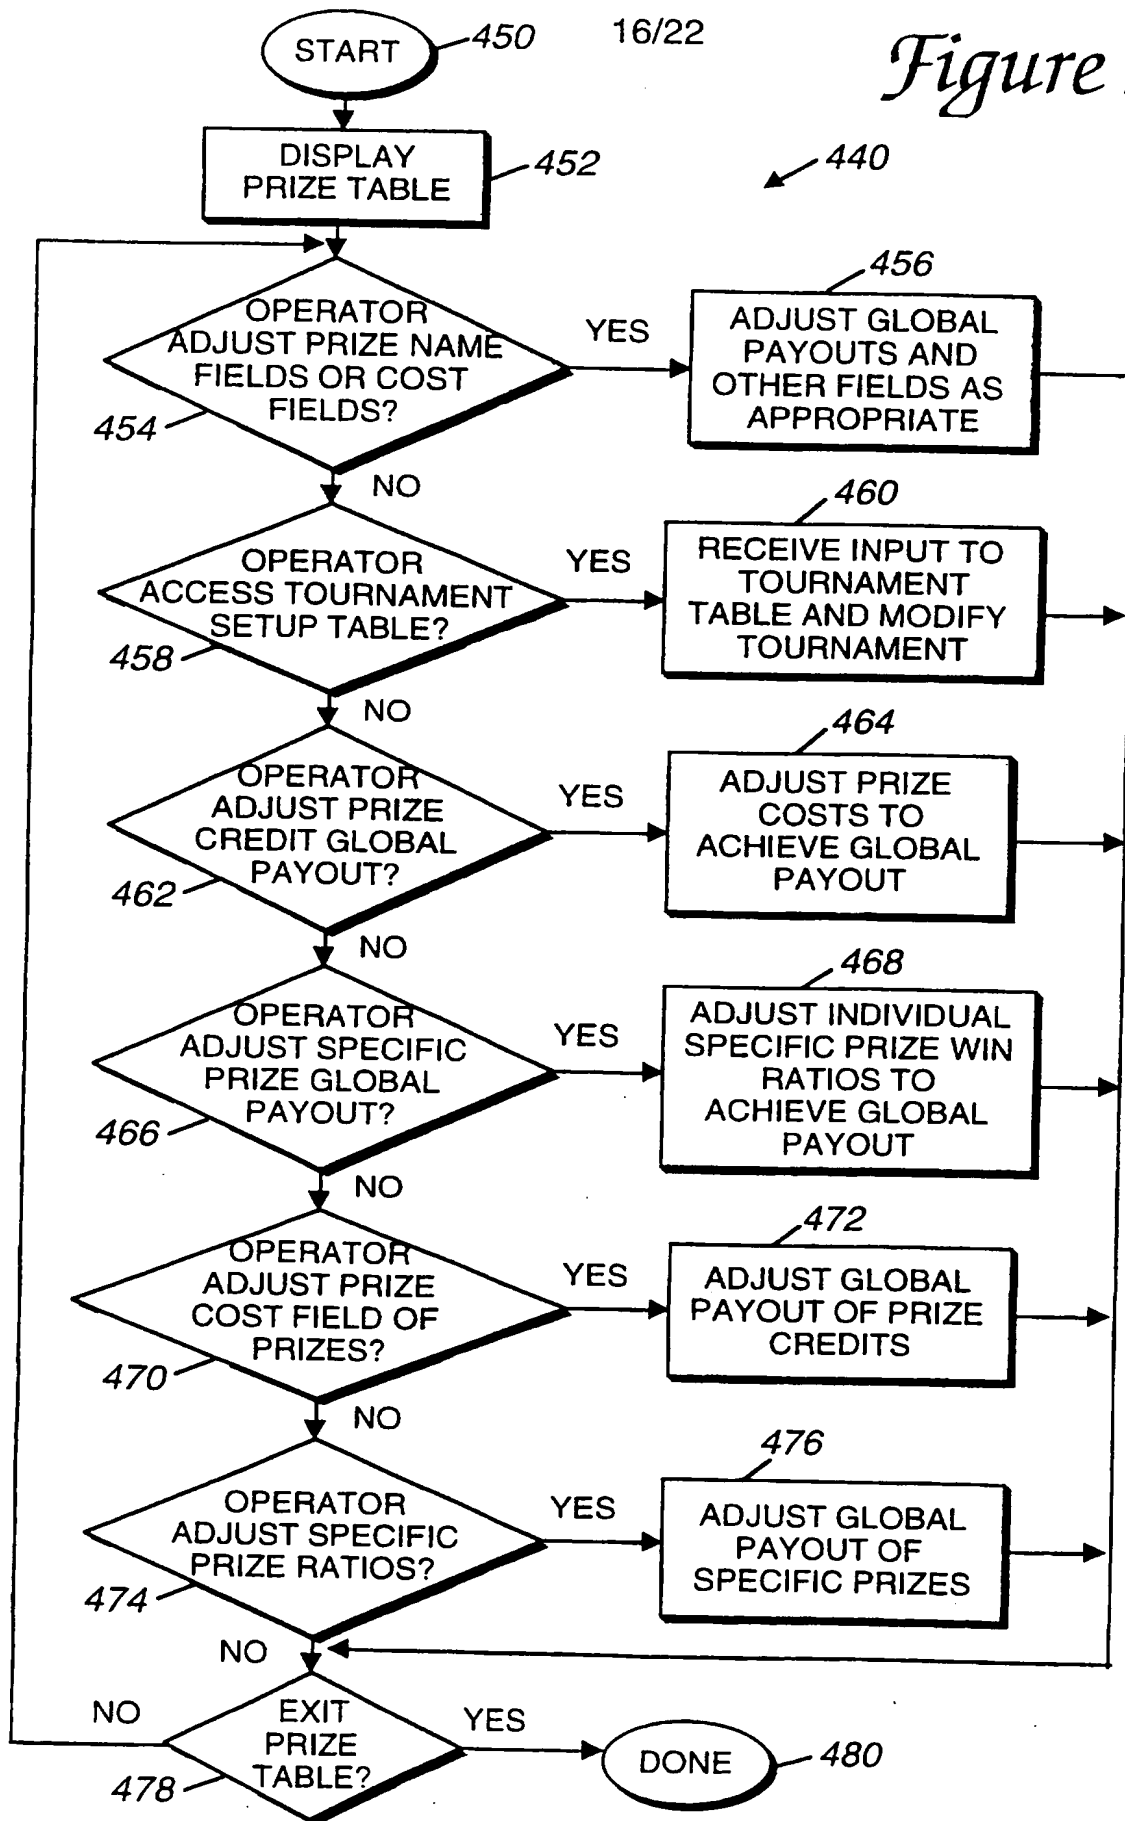 16/22
Figure
START
450
DISPLAY
PRIZE TABLE
452
440
OPERATOR
ADJUST PRIZE NAME
FIELDS OR COST
FIELDS?
454
YES
456
ADJUST GLOBAL
PAYOUTS AND
OTHER FIELDS AS
APPROPRIATE
NO
OPERATOR
ACCESS TOURNAMENT
SETUP TABLE?
458
YES
460
RECEIVE INPUT TO
TOURNAMENT
TABLE AND MODIFY
TOURNAMENT
NO
OPERATOR
ADJUST PRIZE
CREDIT GLOBAL
PAYOUT?
462
YES
464
ADJUST PRIZE
COSTS TO
ACHIEVE GLOBAL
PAYOUT
NO
OPERATOR
ADJUST SPECIFIC
PRIZE GLOBAL
PAYOUT?
466
YES
468
ADJUST INDIVIDUAL
SPECIFIC PRIZE WIN
RATIOS TO
ACHIEVE GLOBAL
PAYOUT
NO
OPERATOR
ADJUST PRIZE
COST FIELD OF
PRIZES?
470
YES
472
ADJUST GLOBAL
PAYOUT OF PRIZE
CREDITS
NO
OPERATOR
ADJUST SPECIFIC
PRIZE RATIOS?
474
YES
476
ADJUST GLOBAL
PAYOUT OF
SPECIFIC PRIZES
NO
EXIT
PRIZE
TABLE?
478
NO
YES
DONE
480